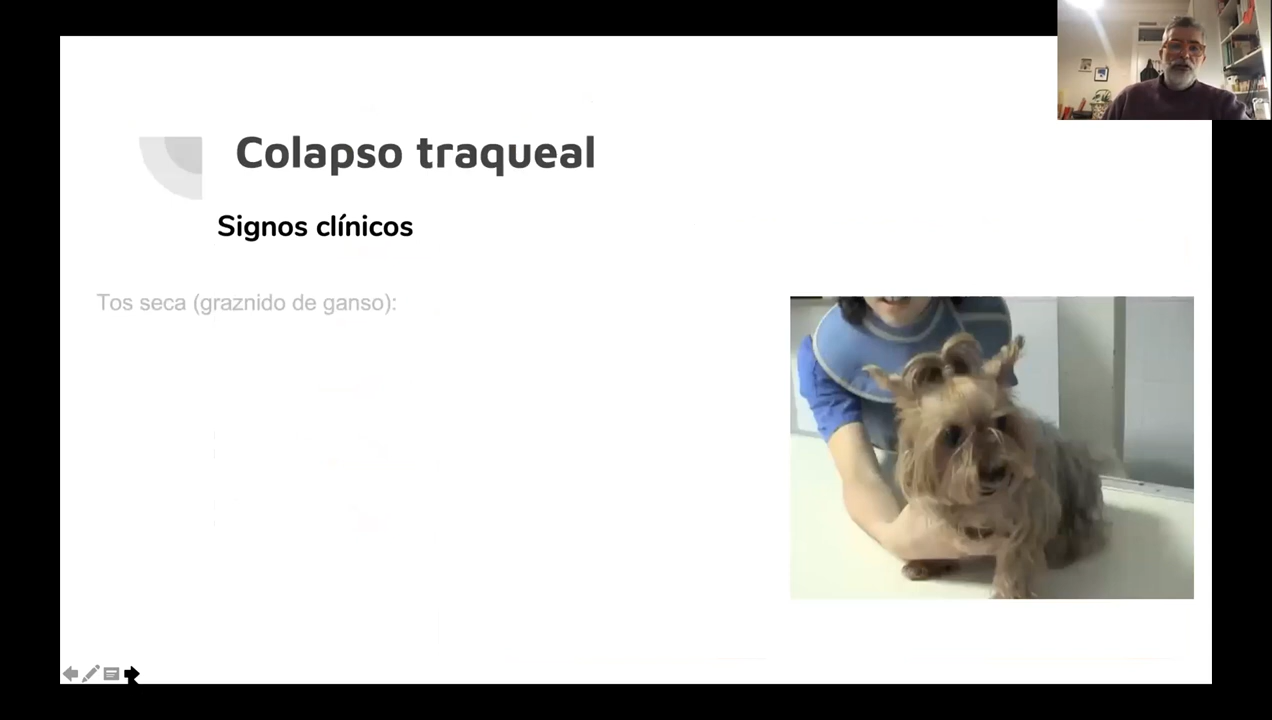 Colapso traqueal
Signos clínicos
Tos seca (graznido de ganso):